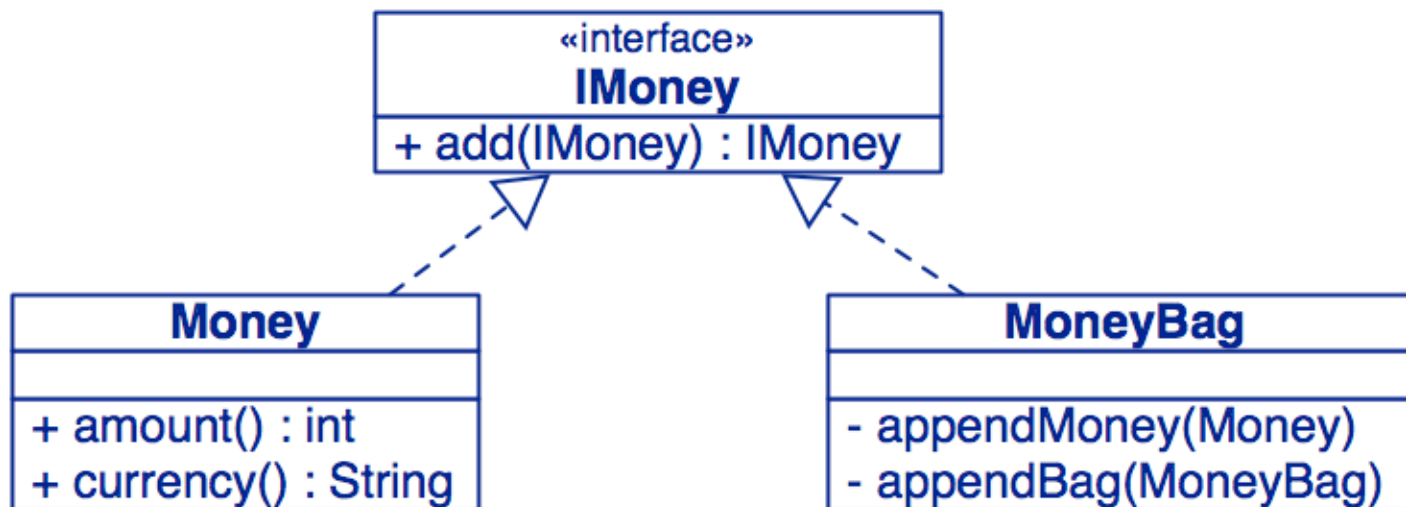 «interface»
IMoney
+ add(IMoney) : IMoney
Money
MoneyBag
+ amount() : int
- appendMoney(Money)
+ currency() : String
- appendBag(MoneyBag)